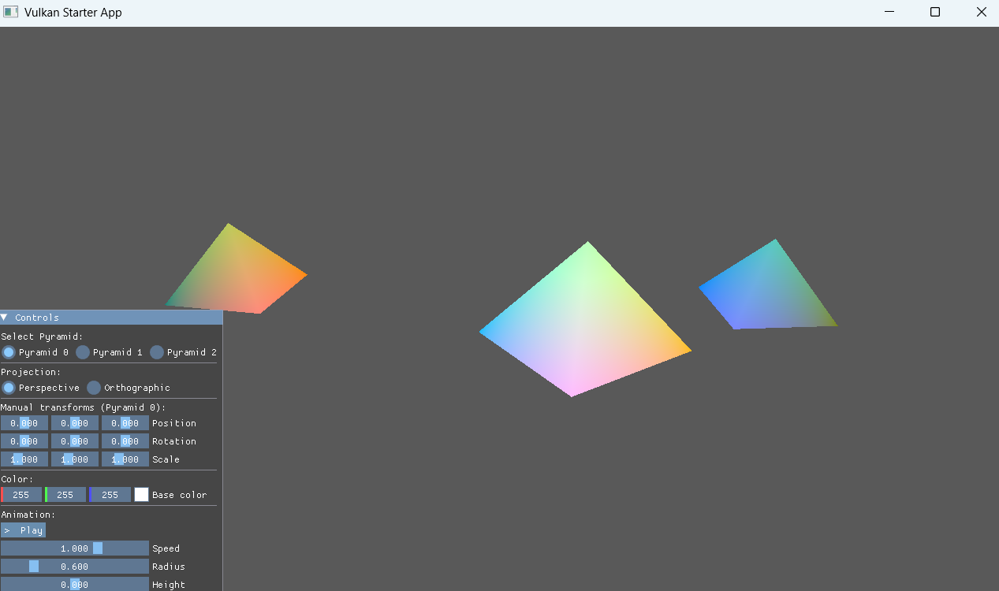 Vulkan Starter App
Controls
Select Pyramid:
Pyramid 0 Pyramid 1 Pyramid 2
Projection:
Perspective Orthographic
Manual transforms (Pyramid 0):
0.000 0.000 0.000 Position
0.000 0.000 0.000 Rotation
1.000 1.000 1.000 Scale
Color:
255 255 255 Base color
Animation:
> Play
1.000 Speed
0.600 Radius
0.000 Height